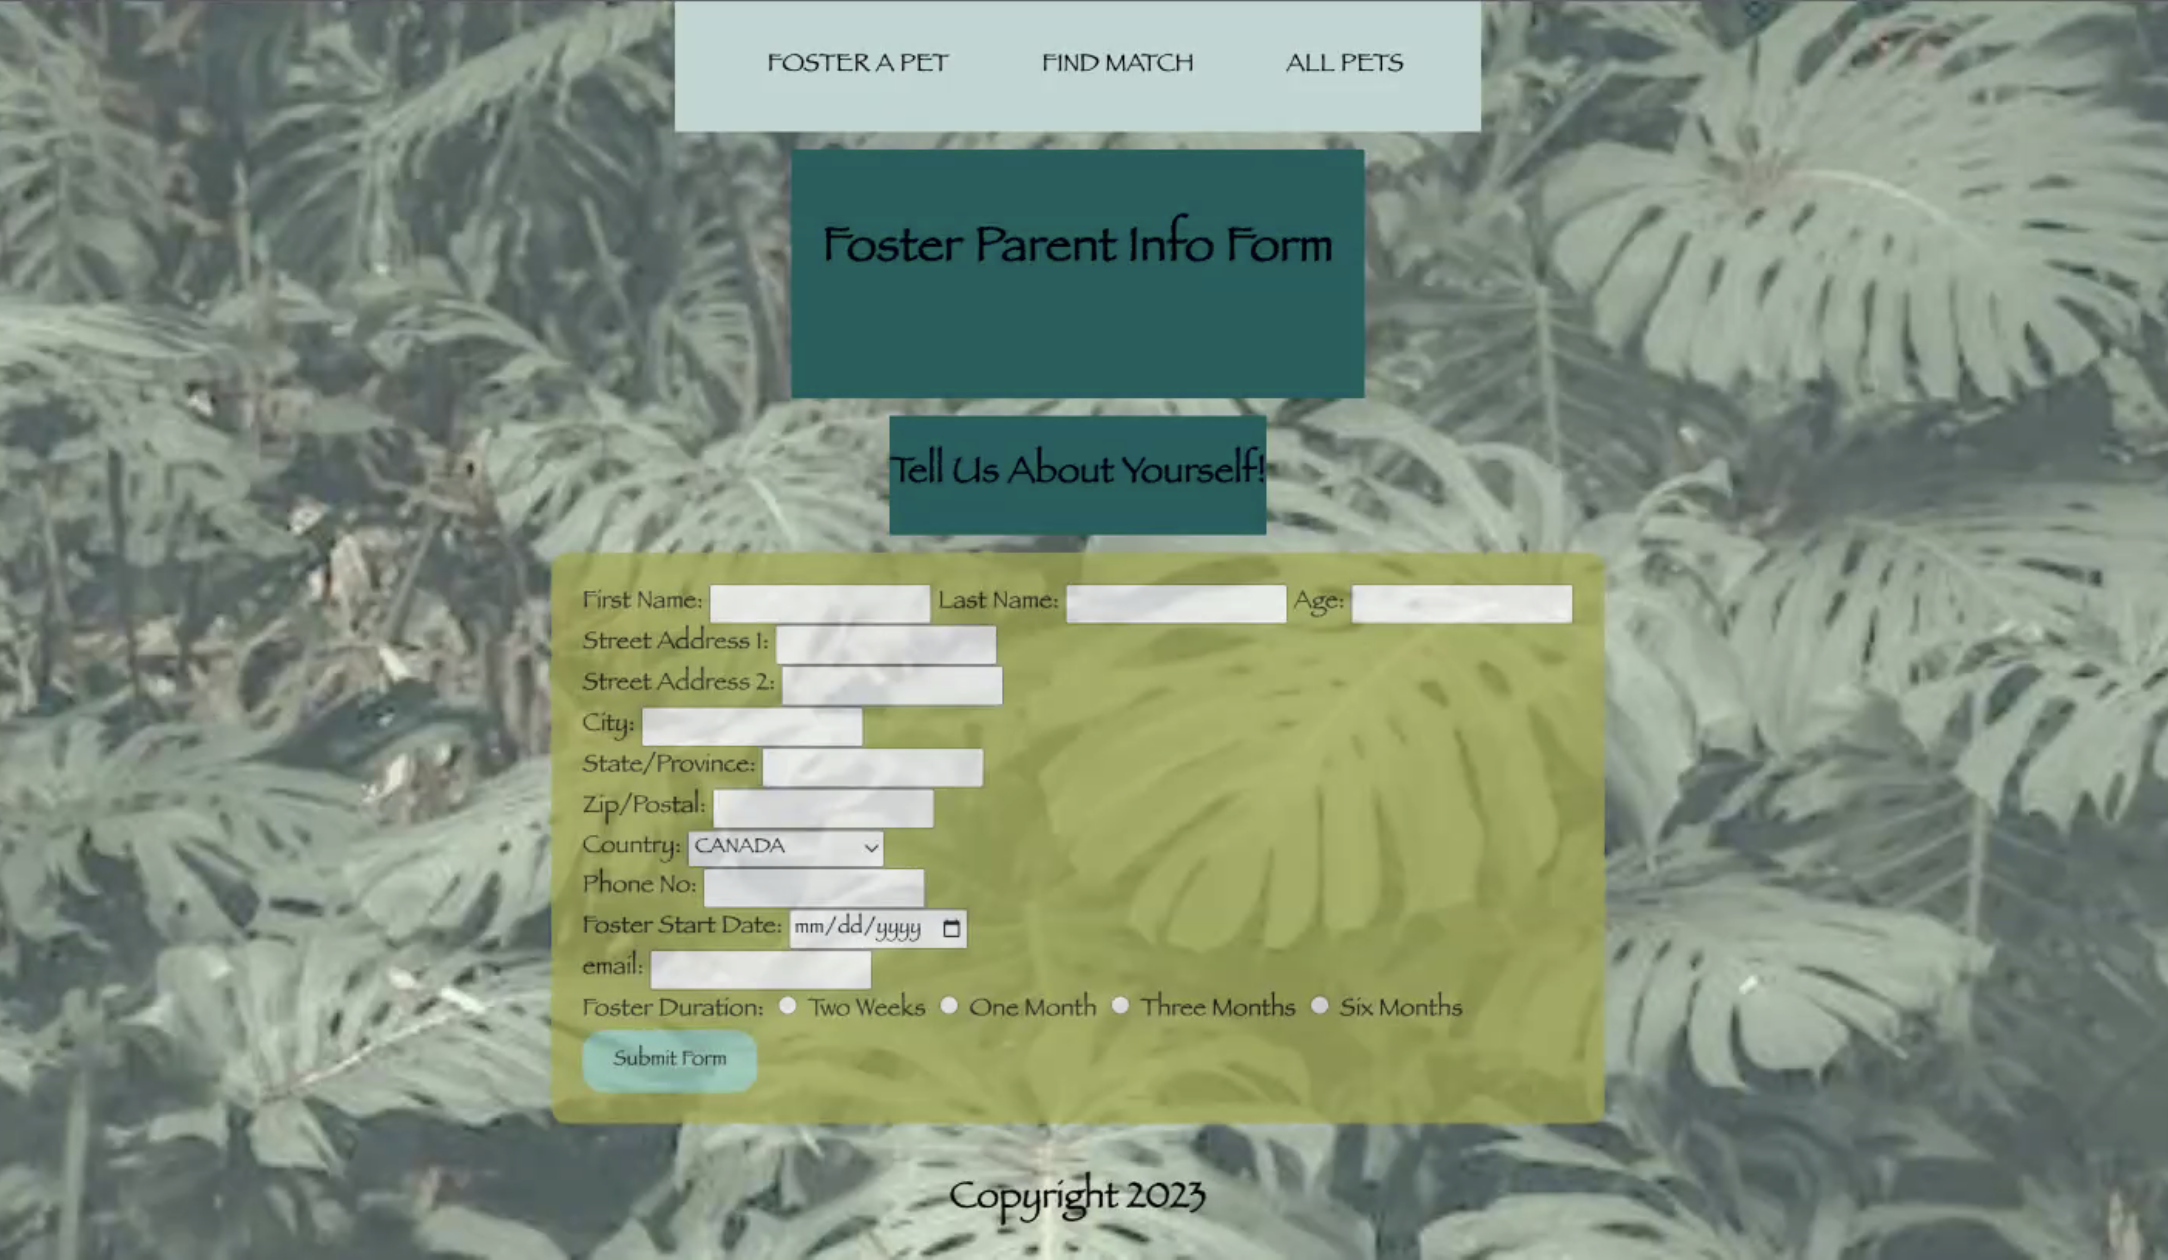 FOSTER A PET FIND MATCH ALL PETS
Foster Parent Info Form
Tell Us About Yourself!
First Name: Last Name: Age:
Street Address 1:
Street Address 2:
City:
State/Province:
Zip/Postal:
Country: CANADA
Phone No:
Foster Start Date: mm/dd/yyyy
email:
Foster Duration: Two Weeks One Month Three Months Six Months
Submit Form
Copyright 2023